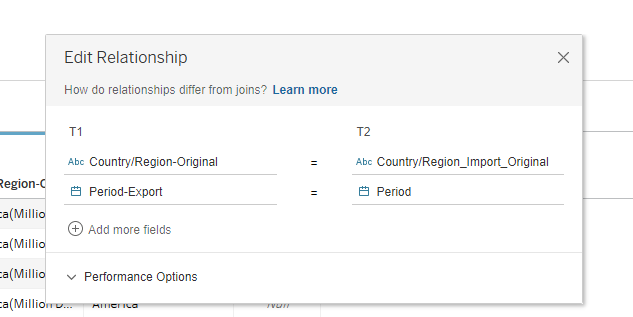 Edit Relationship
How do relationships differ from joins? Learn more
T1 T2
Abc Country/Region-Original = Abc Country/Region_Import_Original
Period-Export = Period
Add more fields
Performance Options
Region-
ca(Millio
ca(Millio
ca(Millio
ca(Million D... America Null